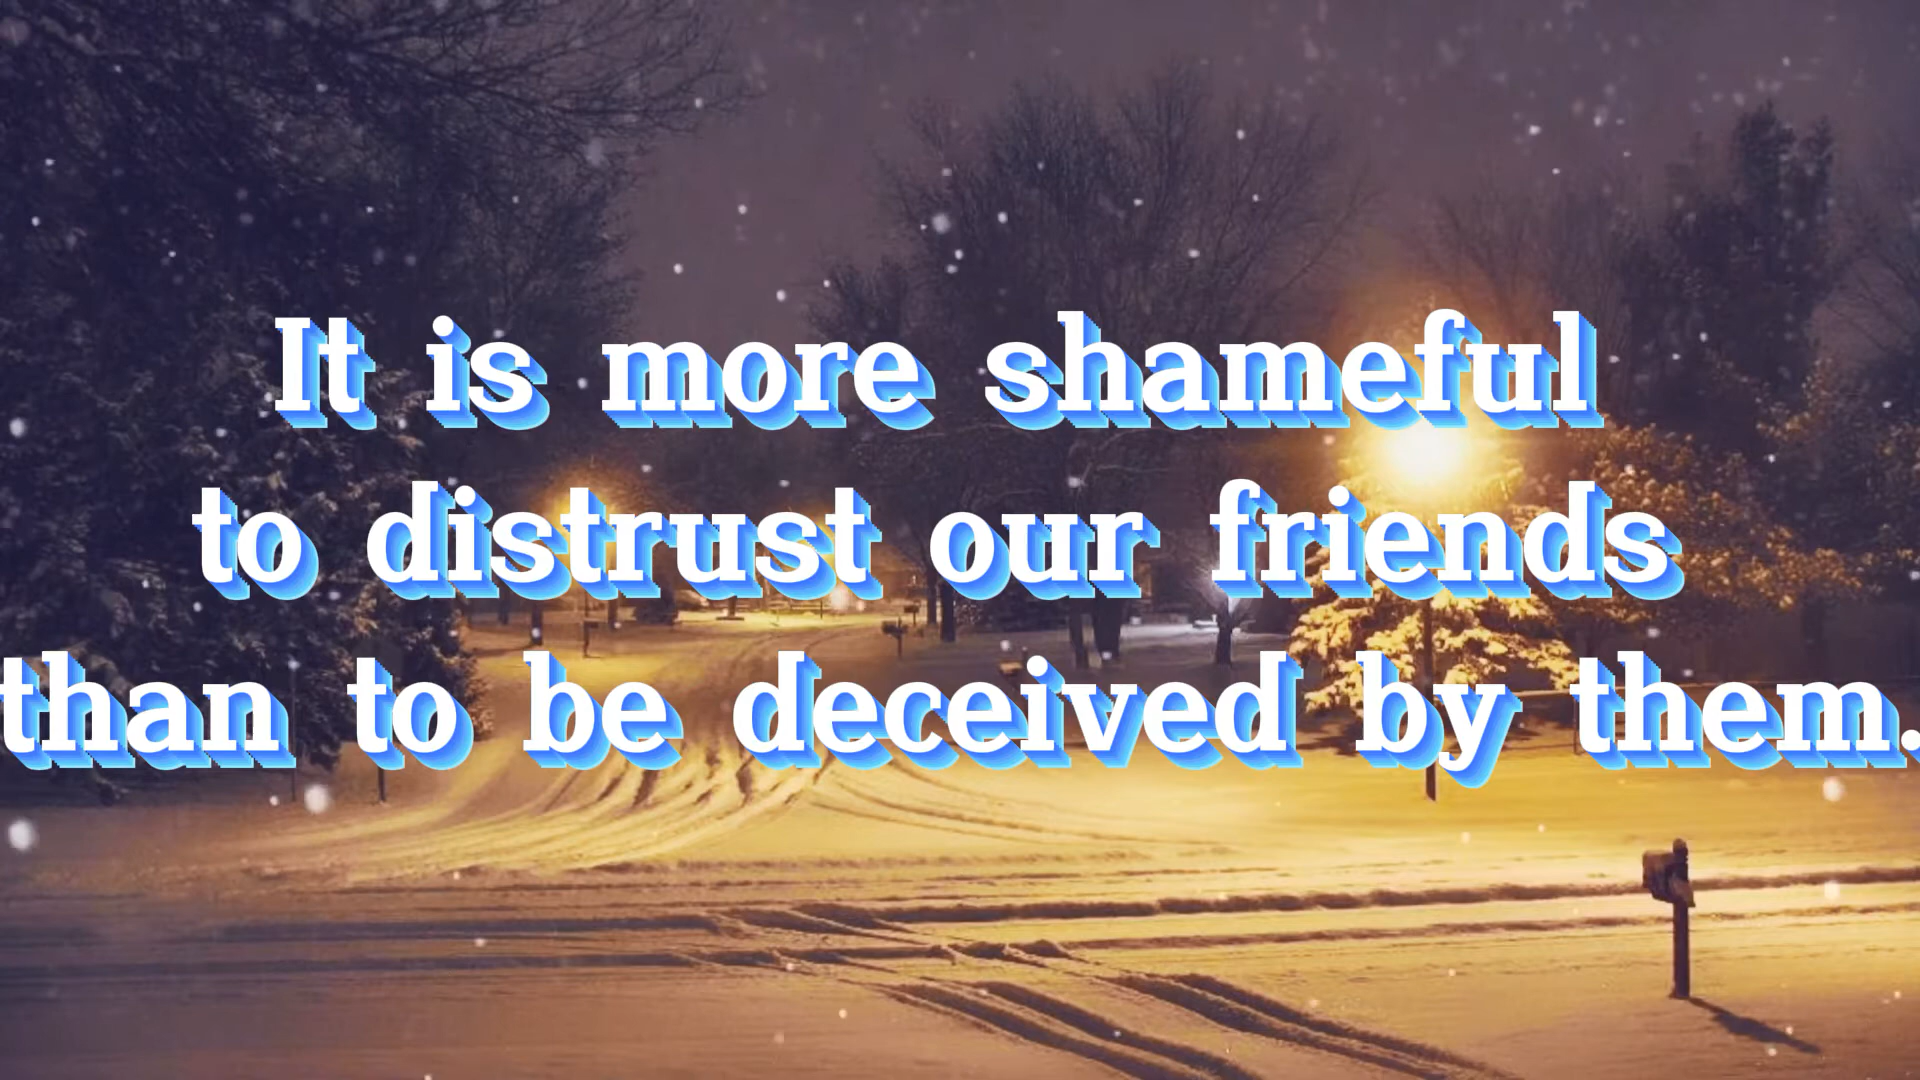 It is more shameful
to distrust our friends
than to be deceived by them.